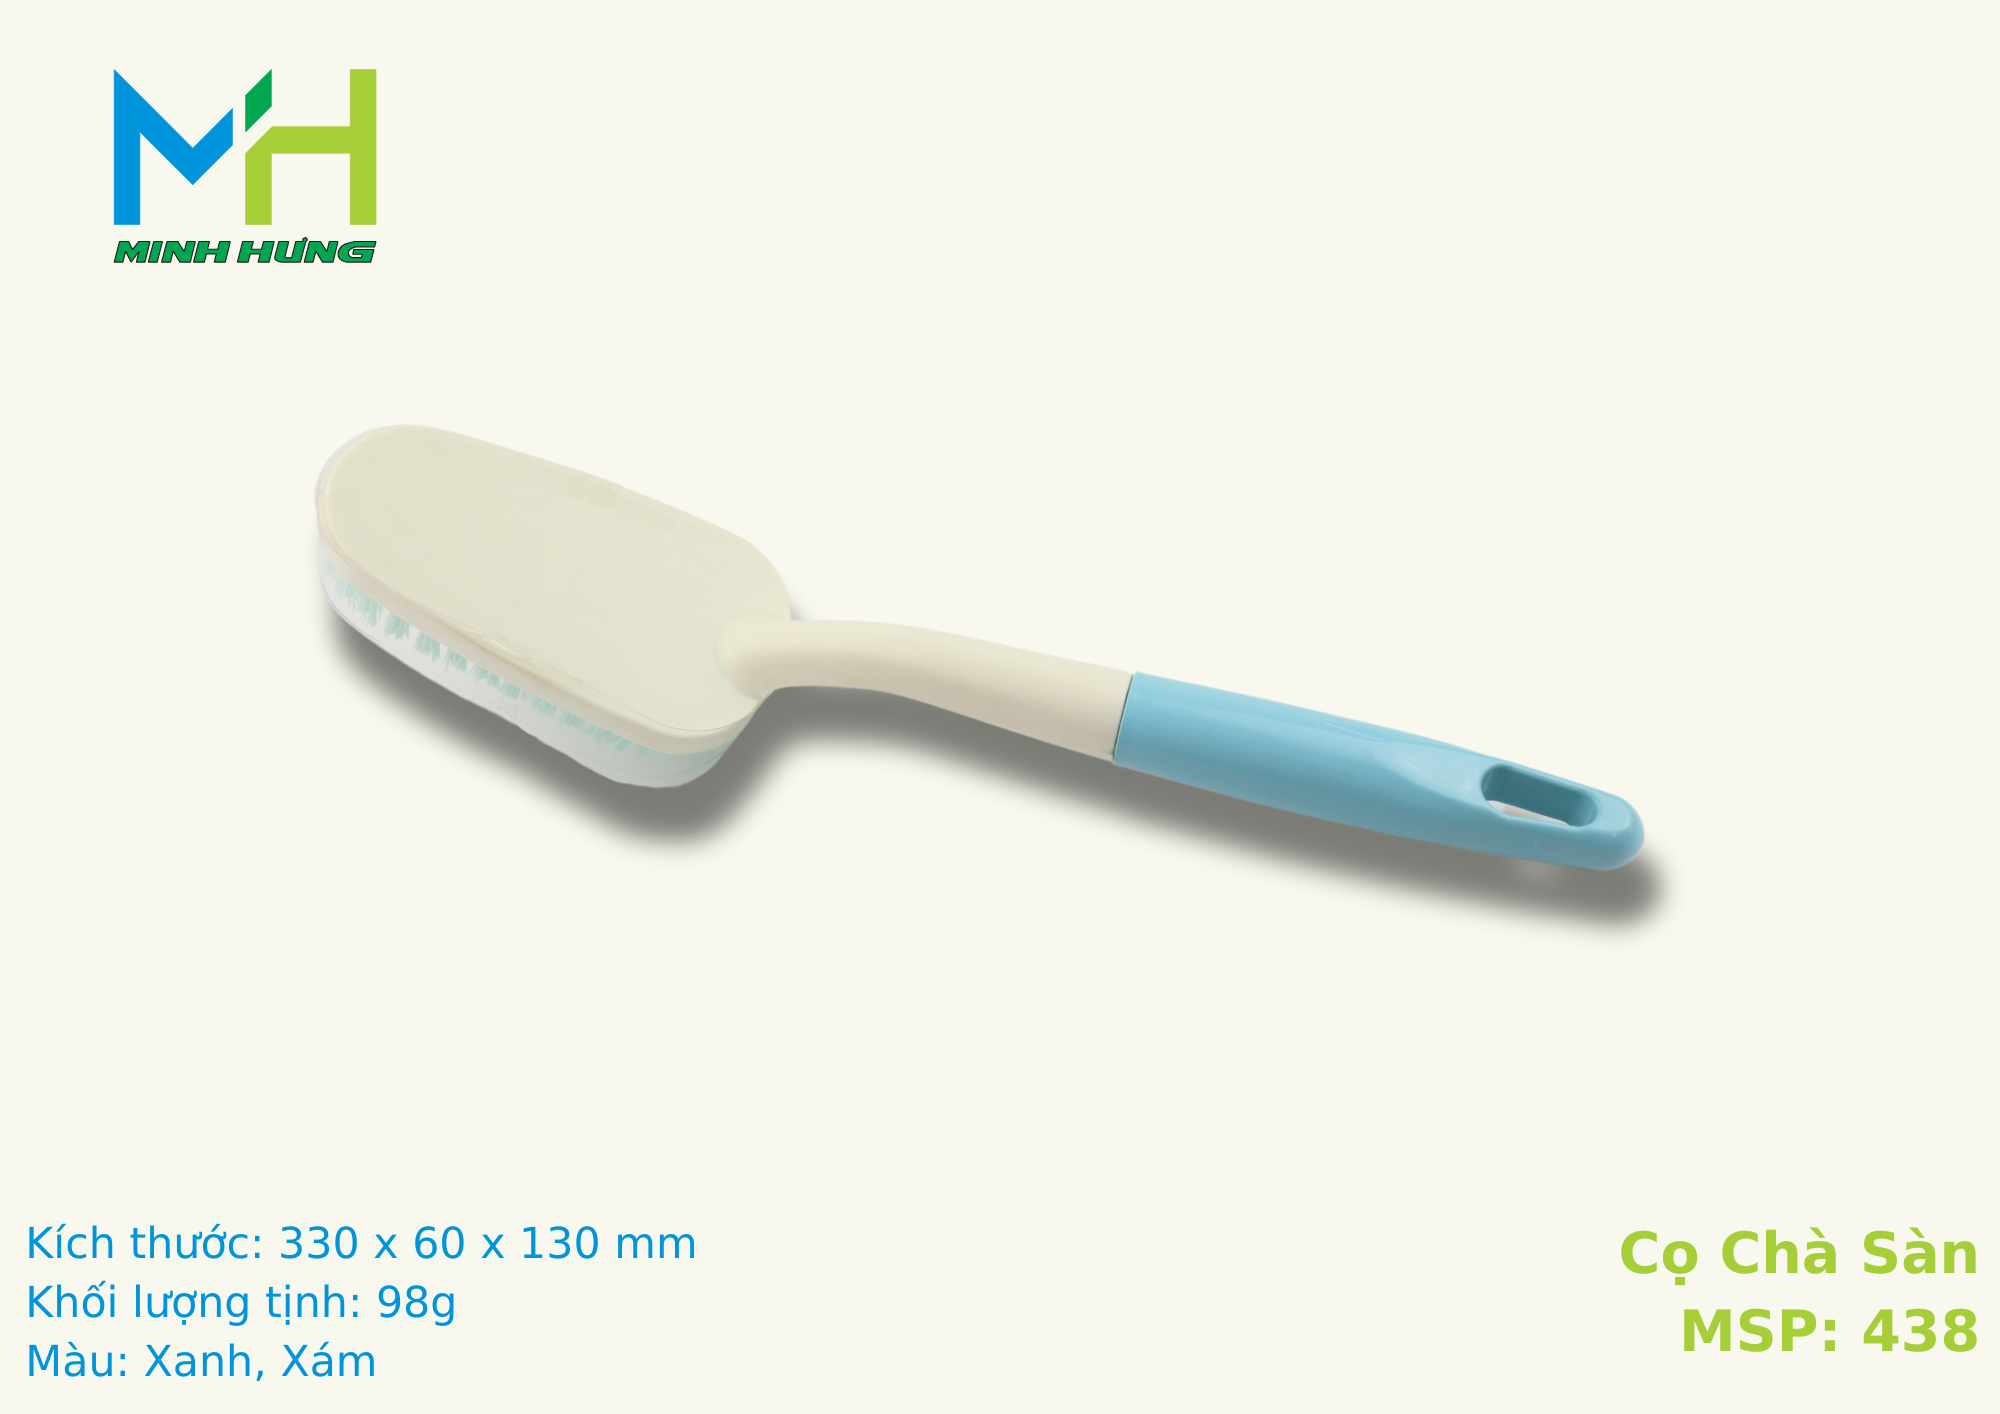 MINH HƯNG
Kích thước: 330 x 60 x 130 mm
Khối lượng tịnh: 98g
Màu: Xanh, Xám
Cọ Chà Sàn
MSP: 438